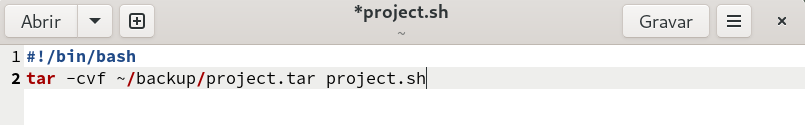 Abrir
*project.sh
~
Gravar
1 #!/bin/bash
2 tar -cvf ~/backup/project.tar project.sh